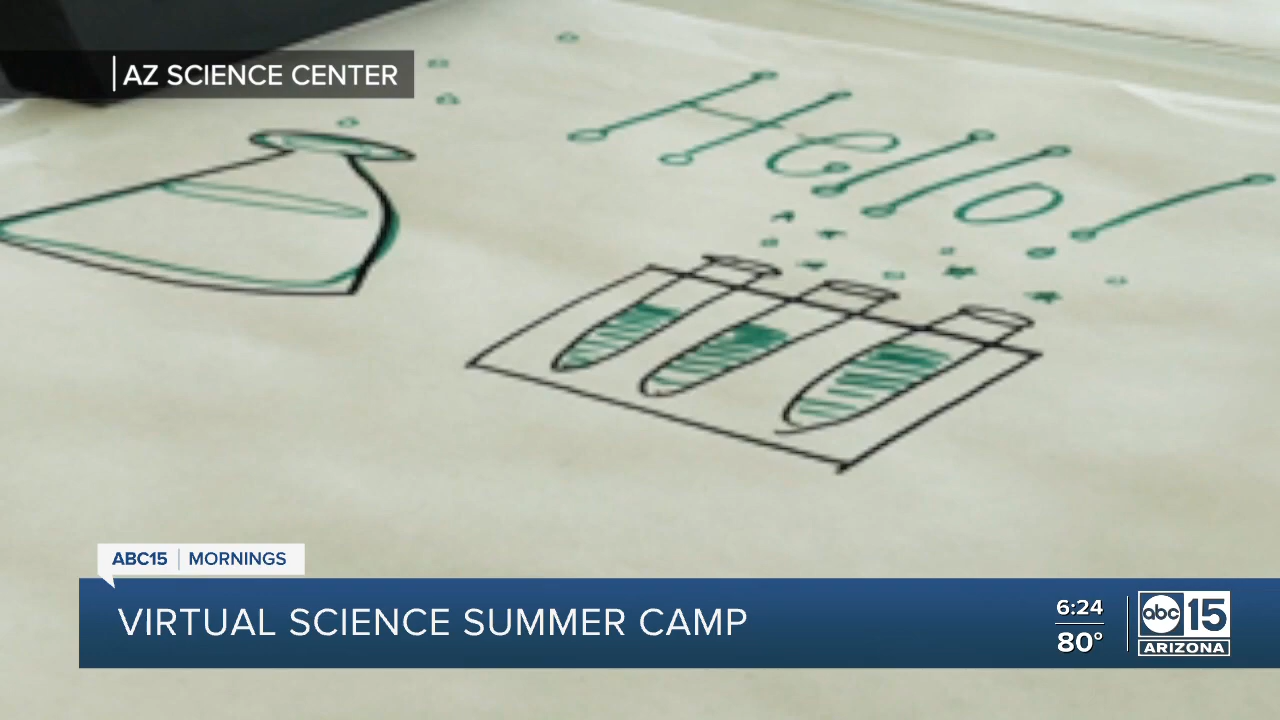 AZ SCIENCE CENTER
Hello!
ABC15 MORNINGS
VIRTUAL SCIENCE SUMMER CAMP
6:24
80°
abc 15
ARIZONA